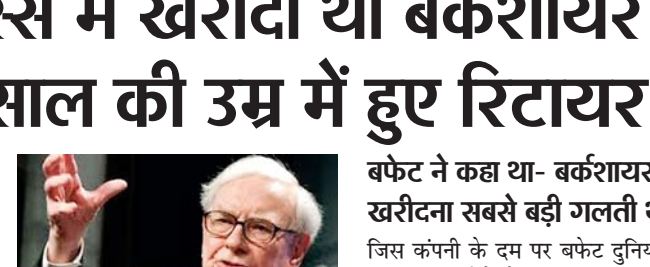 में खरीदी थी बर्कशायर
साल की उम्र में हुए रिटायर
बफेट ने कहा था- बर्कशायर
खरीदना सबसे बड़ी गलती
जिस कंपनी के दम पर बफेट